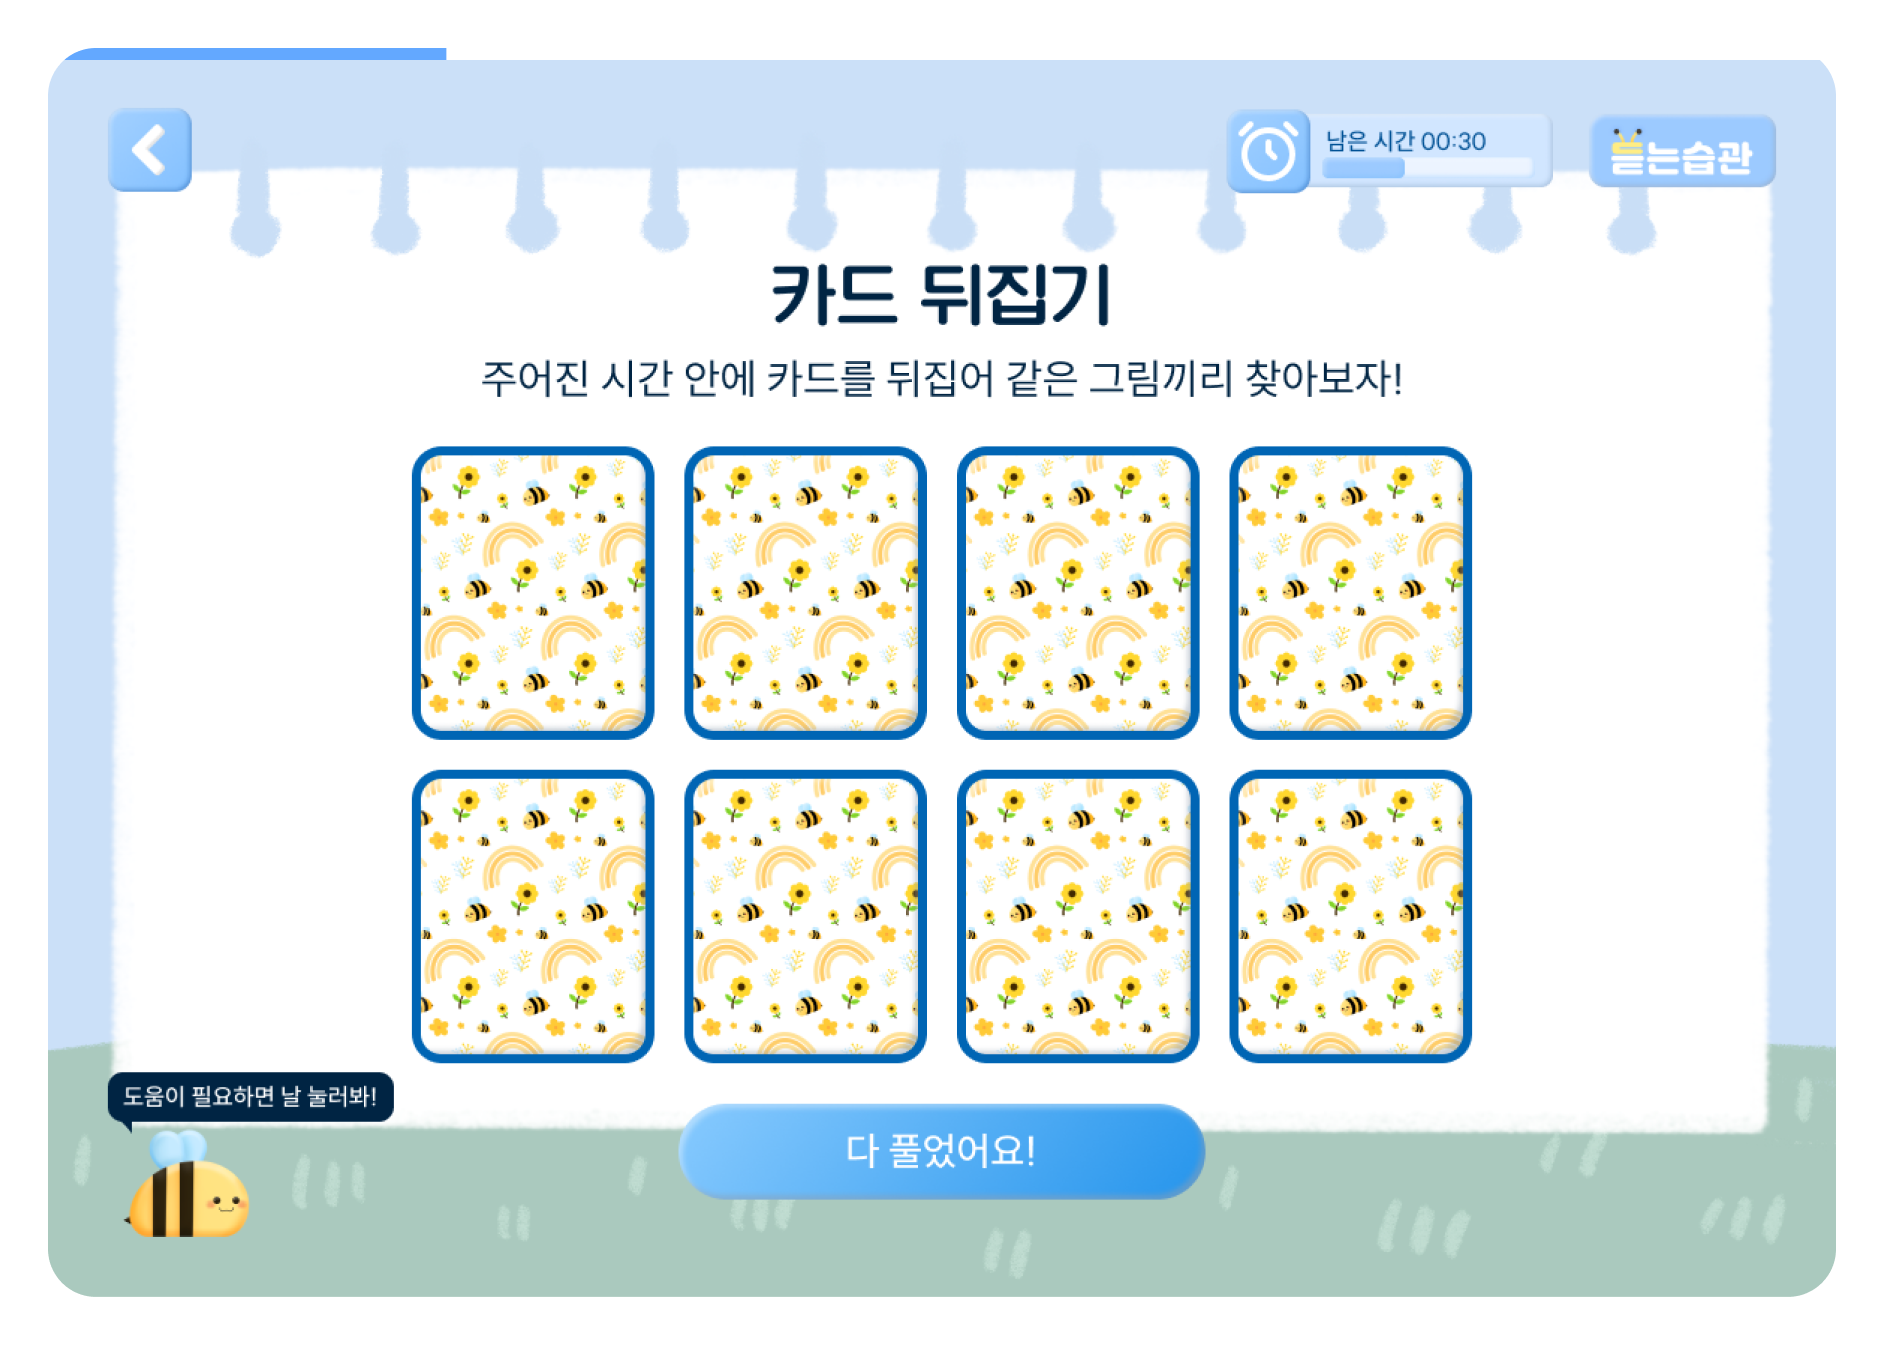 남은 시간 00:30
듣는습관
카드 뒤집기
주어진 시간 안에 카드를 뒤집어 같은 그림끼리 찾아보자!
도움이 필요하면 날 눌러봐!
다 풀었어요!